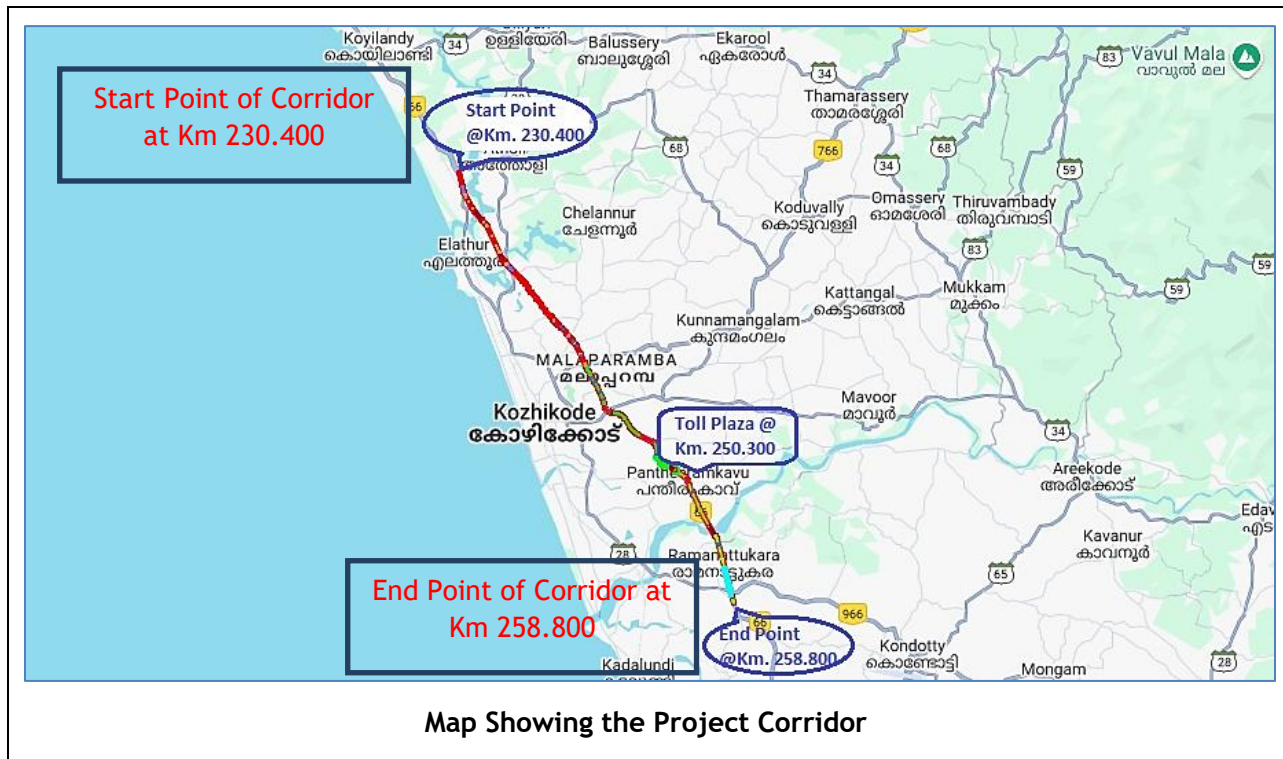 Koyilandy
കൊയിലാണ്ടി
34
ഉള്ളിയേരി
Balussery
ബാലുശ്ശേരി
Ekarool
ഏകരോൾ
83
Vavul Mala
വാവുൽ മല
Start Point of Corridor
at Km 230.400
66
Start Point
@Km. 230.400
34
Thamarassery
താമരശ്ശേരി
68
766
34
68
59
Omassery
ഓമശേരി
Thiruvambady
തിരുവമ്പാടി
Koduvally
കൊടുവള്ളി
Chelannur
ചേളന്നൂർ
Elathur
എലത്തൂർ
83
59
59
Kattangal
കെട്ടാങ്ങൽ
Mukkam
മുക്കം
Kunnamangalam
കുന്ദമംഗലം
MALAPARAMBA
മലാപ്പറമ്പ
Mavoor
മാവൂർ
Kozhikode
കോഴിക്കോട്
Toll Plaza @
Km. 250.300
34
Areekode
അരീക്കോട്
Pantheeramkavu
പന്തീരാങ്കാവ്
66
Edav
എട
Kavanur
കാവനൂർ
28
Ramanattukara
രാമനാട്ടുകര
65
End Point of Corridor at
Km 258.800
966
66
End Point
@Km. 258.800
Kondotty
കൊണ്ടോട്ടി
Kadalundi
Mongam
28
Map Showing the Project Corridor